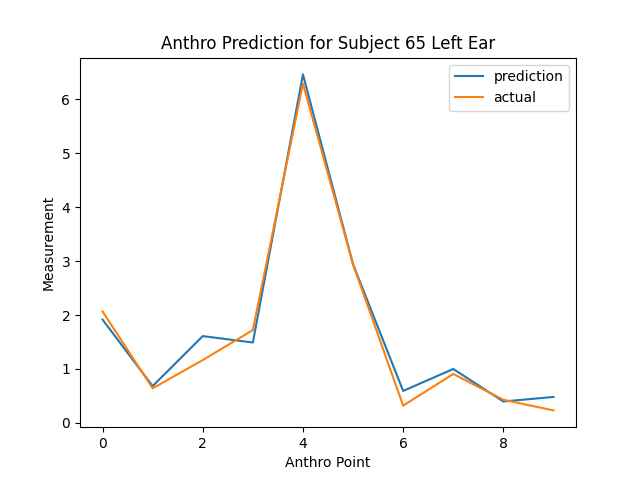 Anthro Prediction for Subject 65 Left Ear
prediction
actual
Measurement
6
5
4
3
2
1
0
0 2 4 6 8
Anthro Point